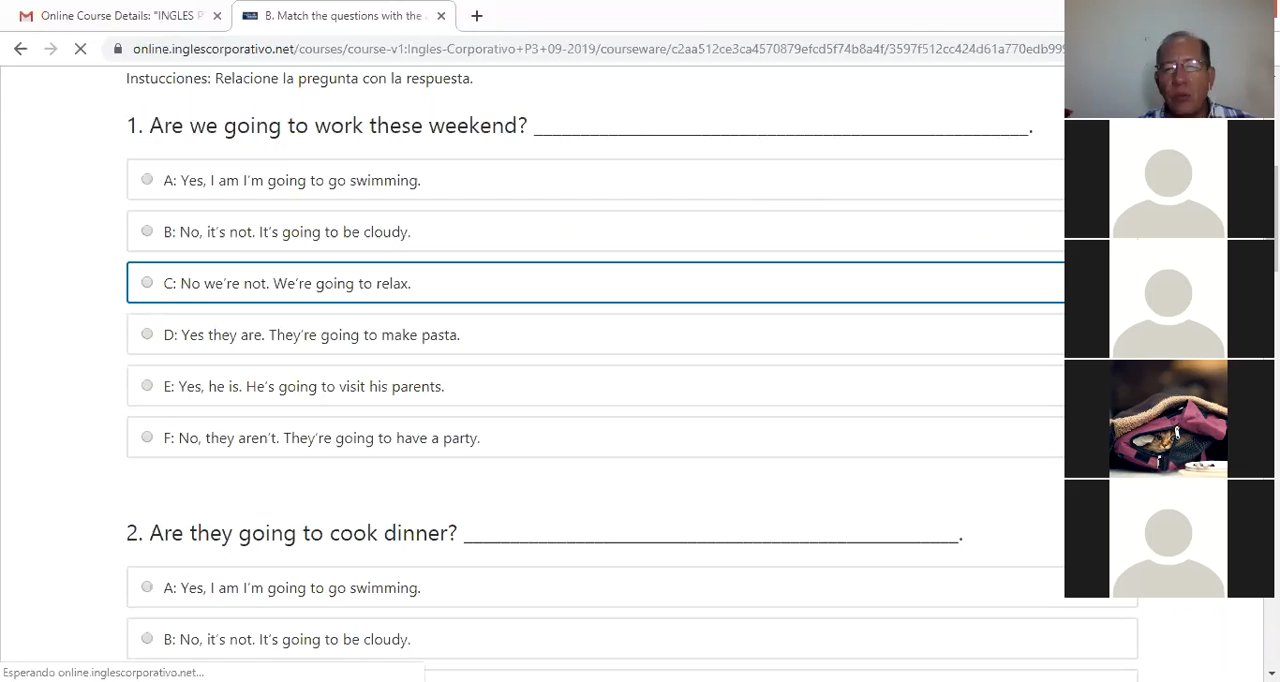 Online Course Details: "INGLES P
B. Match the questions with the
online.inglescorporativo.net/courses/course-v1:Ingles-Corporativo+P3+09-2019/courseware/c2aa512ce3ca4570879efcd5f74b8a4f/3597f512cc424d61a770edb999
Instucciones: Relacione la pregunta con la respuesta.
1. Are we going to work these weekend? ______________________________________________.
A: Yes, I am I'm going to go swimming.
B: No, it's not. It's going to be cloudy.
C: No we're not. We're going to relax.
D: Yes they are. They're going to make pasta.
E: Yes, he is. He's going to visit his parents.
F: No, they aren't. They're going to have a party.
2. Are they going to cook dinner? ______________________________________________.
A: Yes, I am I'm going to go swimming.
B: No, it's not. It's going to be cloudy.
Esperando online.inglescorporativo.net...